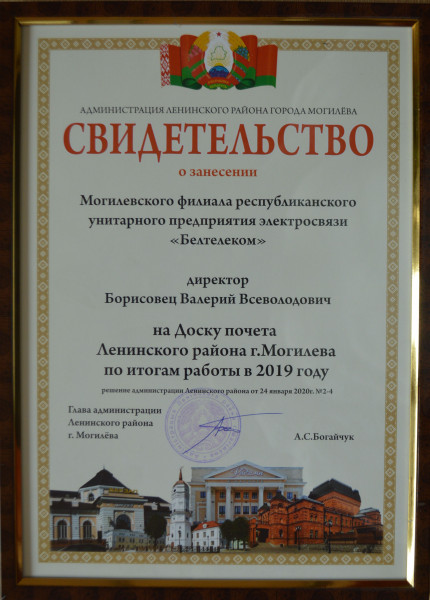 АДМИНИСТРАЦИЯ ЛЕНИНСКОГО РАЙОНА ГОРОДА МОГИЛЁВА
СВИДЕТЕЛЬСТВО
о занесении
Могилевского филиала республиканского
унитарного предприятия электросвязи
«Белтелеком»
директор
Борисовец Валерий Всеволодович
на Доску почета
Ленинского района г.Могилева
по итогам работы в 2019 году
решение администрации Ленинского района от 24 января 2020г. №2-4
Глава администрации
Ленинского района
г. Могилёва
А.С.Богайчук